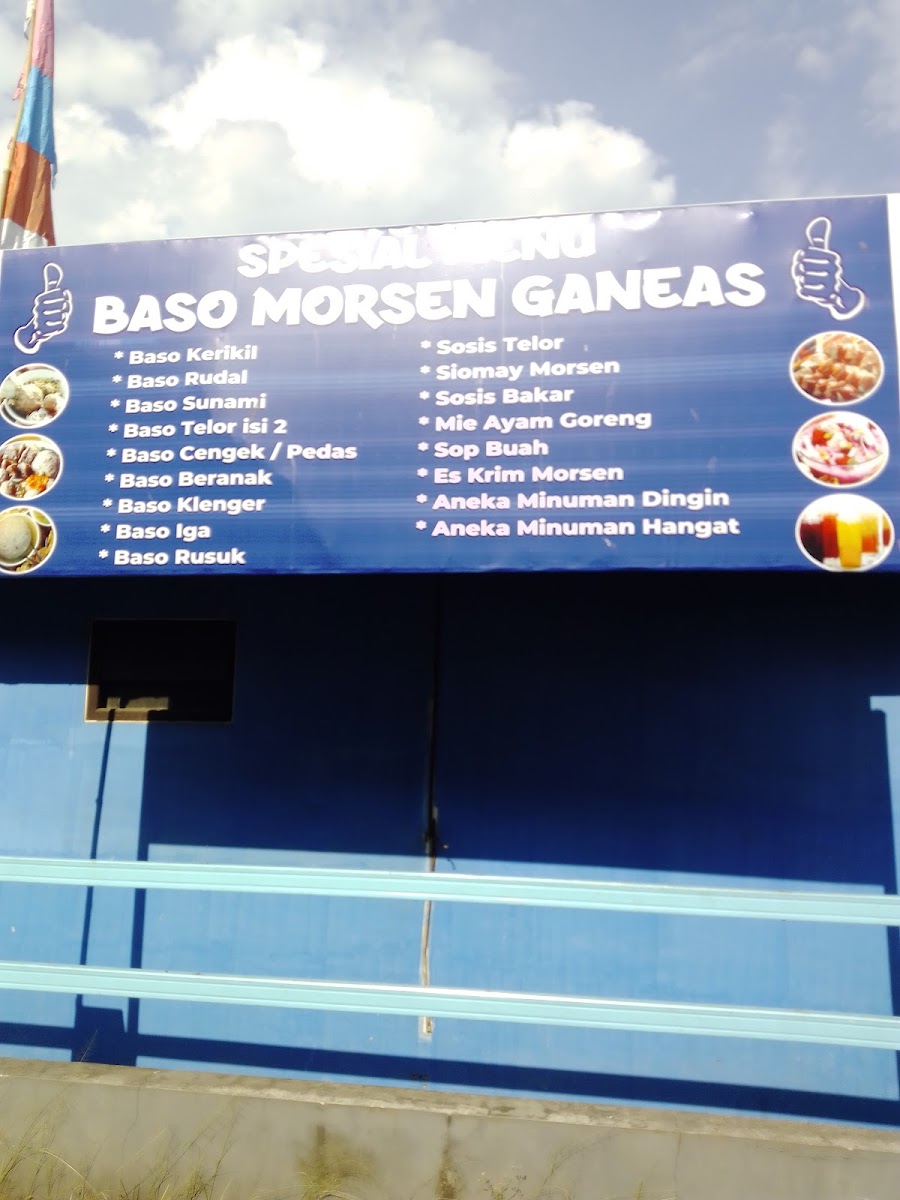 SPESIAL MENU
BASO MORSEN GANEAS
* Baso Kerikil
* Baso Rudal
* Baso Sunami
* Baso Telor isi 2
* Baso Cengek / Pedas
* Baso Beranak
* Baso Klenger
* Baso Iga
* Baso Rusuk
* Sosis Telor
* Siomay Morsen
* Sosis Bakar
* Mie Ayam Goreng
* Sop Buah
* Es Krim Morsen
* Aneka Minuman Dingin
* Aneka Minuman Hangat